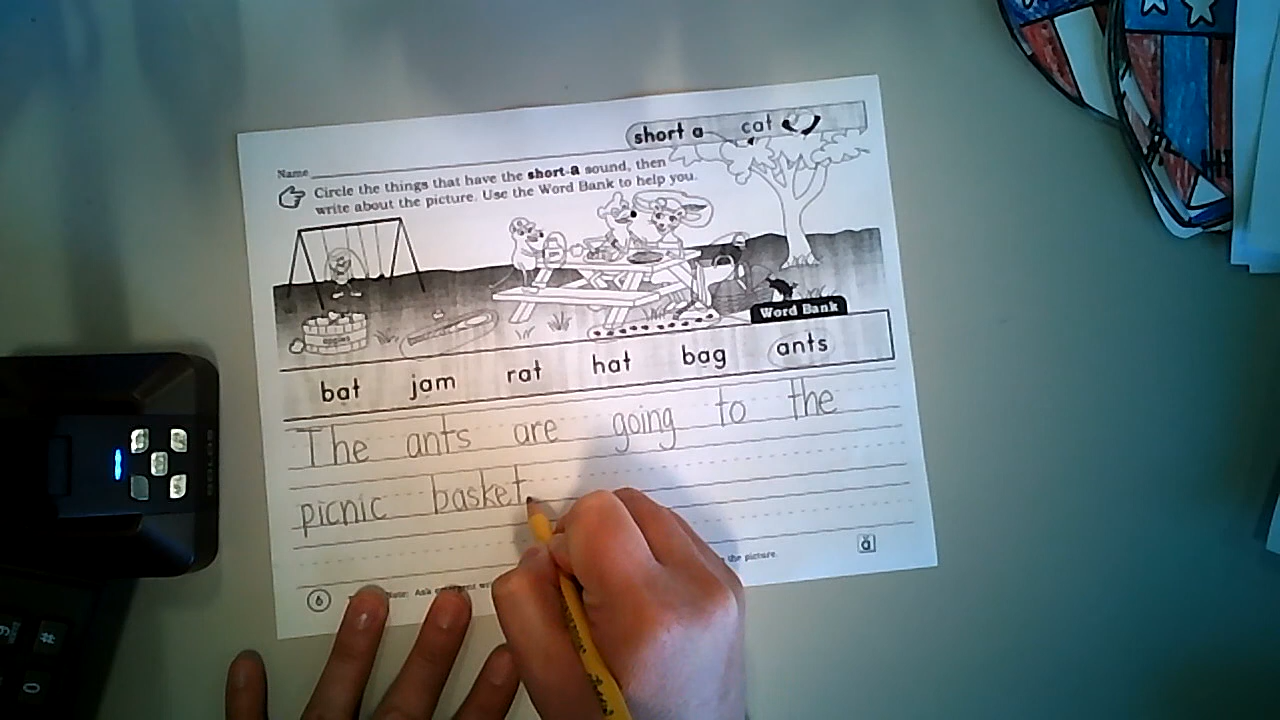 short a cat
Name
Circle the things that have the short-a sound, then
write about the picture. Use the Word Bank to help you.
apples
Word Bank
bat jam rat hat bag ants
The ants are going to the
picnic basket.
the picture.
ă
6